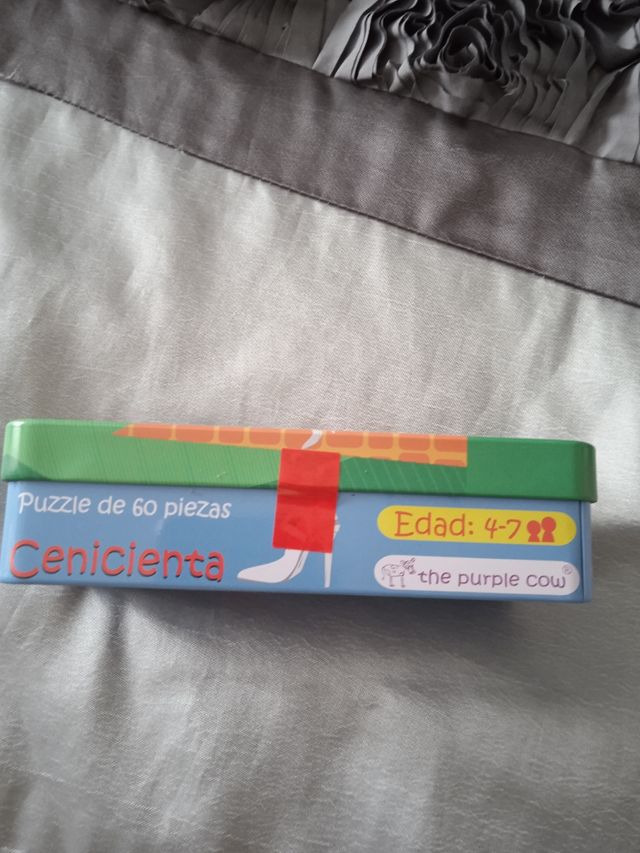 Puzzle de 60 piezas
Cenicienta
Edad: 4-7
the purple cow®